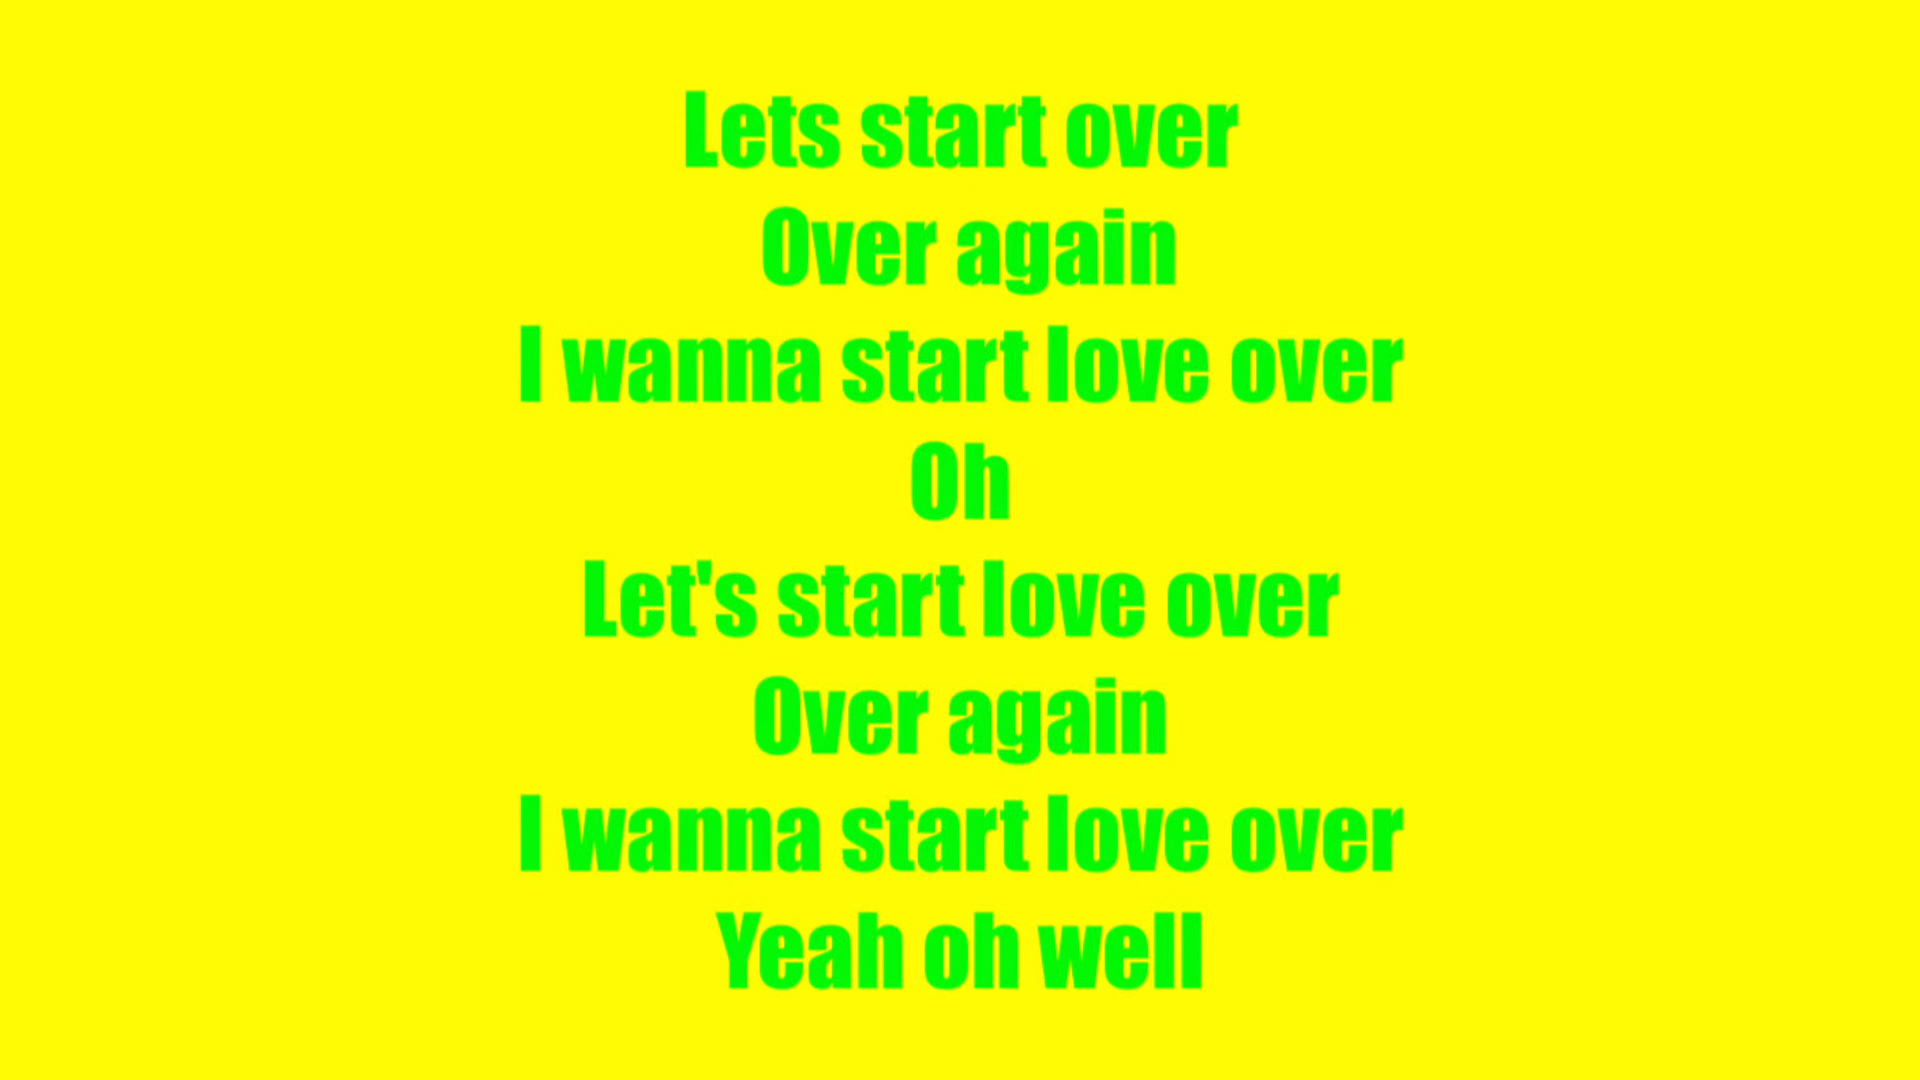 Lets start over
Over again
I wanna start love over
Oh
Let's start love over
Over again
I wanna start love over
Yeah oh well